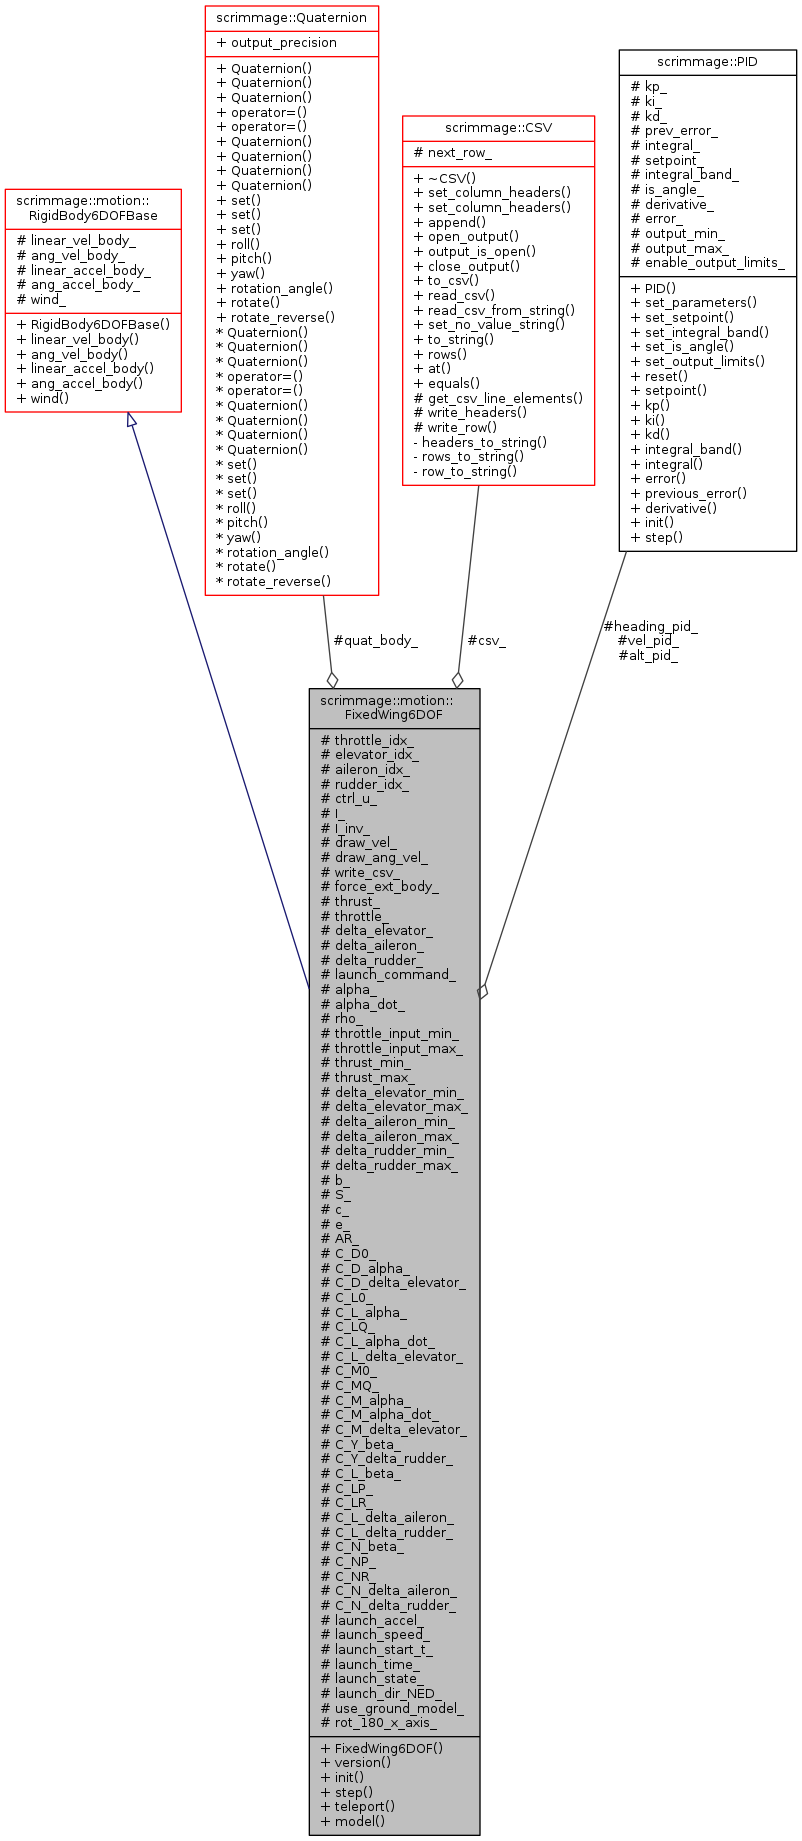 scrimmage::Quaternion
+ output_precision
+ Quaternion()
+ Quaternion()
+ Quaternion()
+ operator=()
+ operator=()
+ Quaternion()
+ Quaternion()
+ Quaternion()
+ Quaternion()
+ set()
+ set()
+ set()
+ roll()
+ pitch()
+ yaw()
+ rotation_angle()
+ rotate()
+ rotate_reverse()
* Quaternion()
* Quaternion()
* Quaternion()
* operator=()
* operator=()
* Quaternion()
* Quaternion()
* Quaternion()
* Quaternion()
* set()
* set()
* set()
* roll()
* pitch()
* yaw()
* rotation_angle()
* rotate()
* rotate_reverse()
scrimmage::PID
# kp_
# ki_
# kd_
# prev_error_
# integral_
# setpoint_
# integral_band_
# is_angle_
# derivative_
# error_
# output_min_
# output_max_
# enable_output_limits_
+ PID()
+ set_parameters()
+ set_setpoint()
+ set_integral_band()
+ set_is_angle()
+ set_output_limits()
+ reset()
+ setpoint()
+ kp()
+ ki()
+ kd()
+ integral_band()
+ integral()
+ error()
+ previous_error()
+ derivative()
+ init()
+ step()
scrimmage::CSV
# next_row_
+ ~CSV()
+ set_column_headers()
+ set_column_headers()
+ append()
+ open_output()
+ output_is_open()
+ close_output()
+ to_csv()
+ read_csv()
+ read_csv_from_string()
+ set_no_value_string()
+ to_string()
+ rows()
+ at()
+ equals()
# get_csv_line_elements()
# write_headers()
# write_row()
- headers_to_string()
- rows_to_string()
- row_to_string()
scrimmage::motion::
RigidBody6DOFBase
# linear_vel_body_
# ang_vel_body_
# linear_accel_body_
# ang_accel_body_
# wind_
+ RigidBody6DOFBase()
+ linear_vel_body()
+ ang_vel_body()
+ linear_accel_body()
+ ang_accel_body()
+ wind()
#quat_body_
#csv_
#heading_pid_
#vel_pid_
#alt_pid_
scrimmage::motion::
FixedWing6DOF
# throttle_idx_
# elevator_idx_
# aileron_idx_
# rudder_idx_
# ctrl_u_
# I_
# I_inv_
# draw_vel_
# draw_ang_vel_
# write_csv_
# force_ext_body_
# thrust_
# throttle_
# delta_elevator_
# delta_aileron_
# delta_rudder_
# launch_command_
# alpha_
# alpha_dot_
# rho_
# throttle_input_min_
# throttle_input_max_
# thrust_min_
# thrust_max_
# delta_elevator_min_
# delta_elevator_max_
# delta_aileron_min_
# delta_aileron_max_
# delta_rudder_min_
# delta_rudder_max_
# b_
# S_
# c_
# e_
# AR_
# C_D0_
# C_D_alpha_
# C_D_delta_elevator_
# C_L0_
# C_L_alpha_
# C_LQ_
# C_L_alpha_dot_
# C_L_delta_elevator_
# C_M0_
# C_MQ_
# C_M_alpha_
# C_M_alpha_dot_
# C_M_delta_elevator_
# C_Y_beta_
# C_Y_delta_rudder_
# C_L_beta_
# C_LP_
# C_LR_
# C_L_delta_aileron_
# C_L_delta_rudder_
# C_N_beta_
# C_NP_
# C_NR_
# C_N_delta_aileron_
# C_N_delta_rudder_
# launch_accel_
# launch_speed_
# launch_start_t_
# launch_time_
# launch_state_
# launch_dir_NED_
# use_ground_model_
# rot_180_x_axis_
+ FixedWing6DOF()
+ version()
+ init()
+ step()
+ teleport()
+ model()